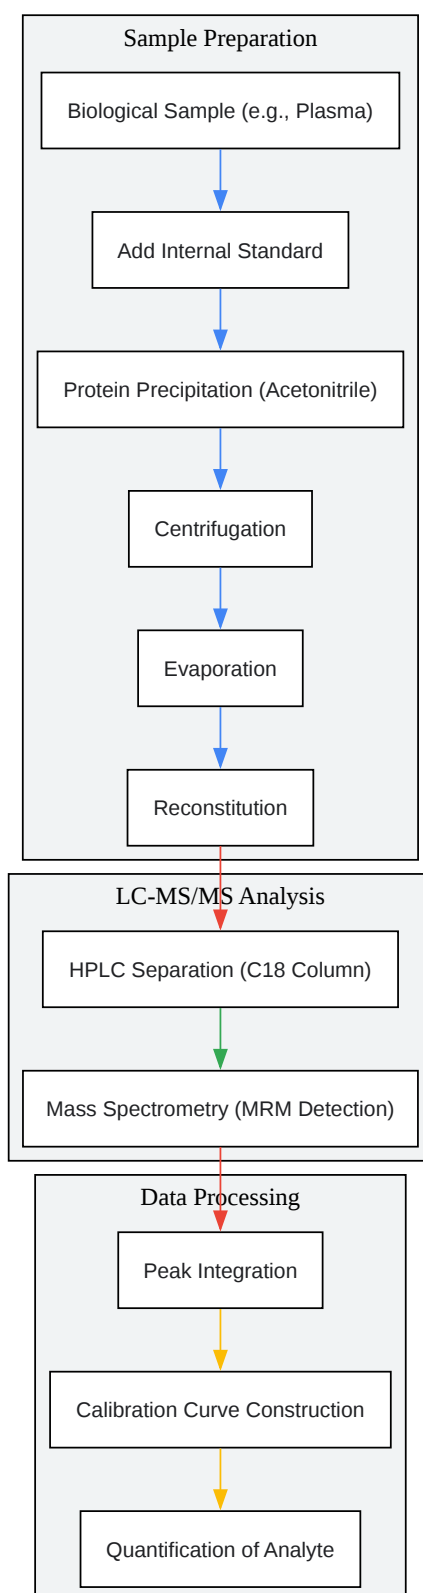 Sample Preparation
Biological Sample (e.g., Plasma)
Add Internal Standard
Protein Precipitation (Acetonitrile)
Centrifugation
Evaporation
Reconstitution
LC-MS/MS Analysis
HPLC Separation (C18 Column)
Mass Spectrometry (MRM Detection)
Data Processing
Peak Integration
Calibration Curve Construction
Quantification of Analyte